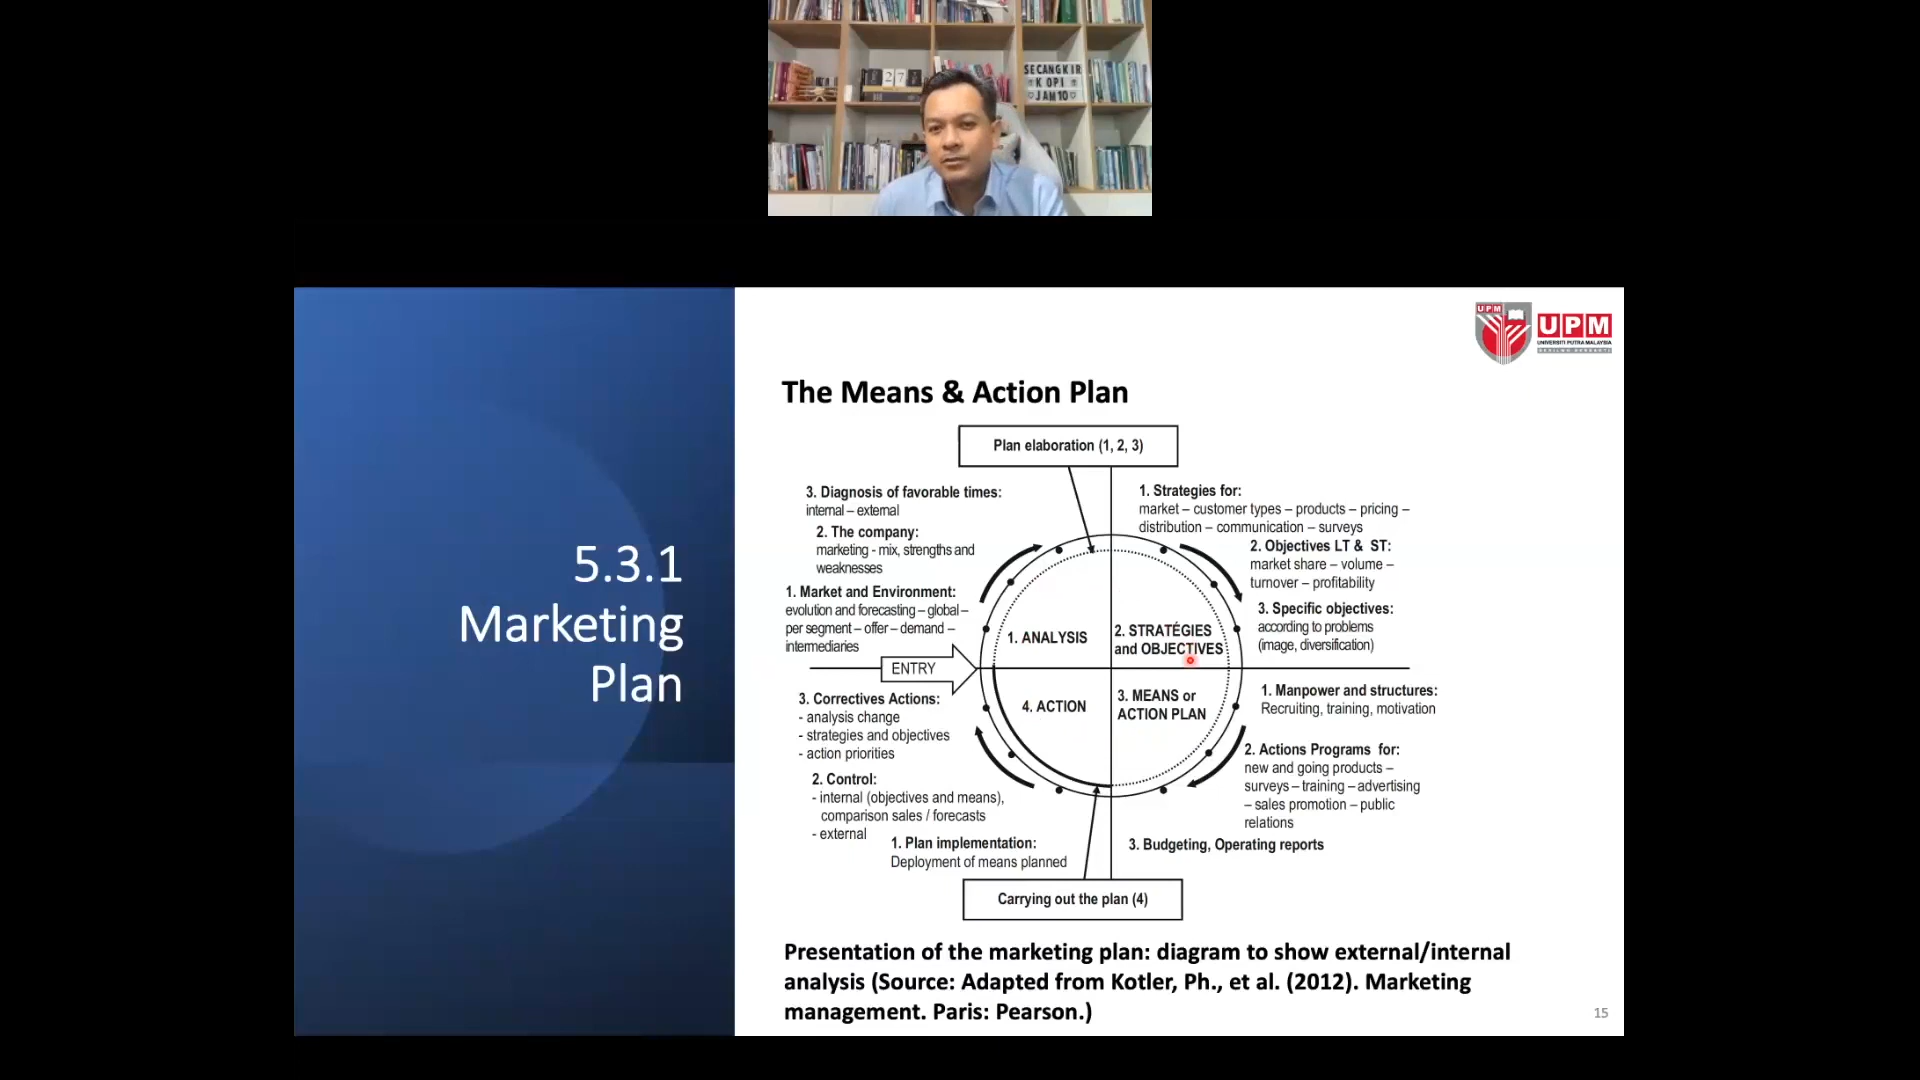 27
SECANGKIR
KOPI
JAM10
UPM
UPM
UNIVERSITI PUTRA MALAYSIA
5.3.1
Marketing
Plan
The Means & Action Plan
Plan elaboration (1, 2, 3)
3. Diagnosis of favorable times:
internal – external
2. The company:
marketing - mix, strengths and
weaknesses
1. Market and Environment:
evolution and forecasting – global –
per segment – offer – demand –
intermediaries
1. Strategies for:
market – customer types – products – pricing –
distribution – communication – surveys
2. Objectives LT & ST:
market share – volume –
turnover – profitability
3. Specific objectives:
according to problems
(image, diversification)
1. ANALYSIS
2. STRATÉGIES
and OBJECTIVES
ENTRY
4. ACTION
3. MEANS or
ACTION PLAN
3. Correctives Actions:
- analysis change
- strategies and objectives
- action priorities
2. Control:
- internal (objectives and means),
comparison sales / forecasts
- external
1. Plan implementation:
Deployment of means planned
1. Manpower and structures:
Recruiting, training, motivation
2. Actions Programs for:
new and going products –
surveys – training – advertising
– sales promotion – public
relations
3. Budgeting, Operating reports
Carrying out the plan (4)
Presentation of the marketing plan: diagram to show external/internal
analysis (Source: Adapted from Kotler, Ph., et al. (2012). Marketing
management. Paris: Pearson.)
15